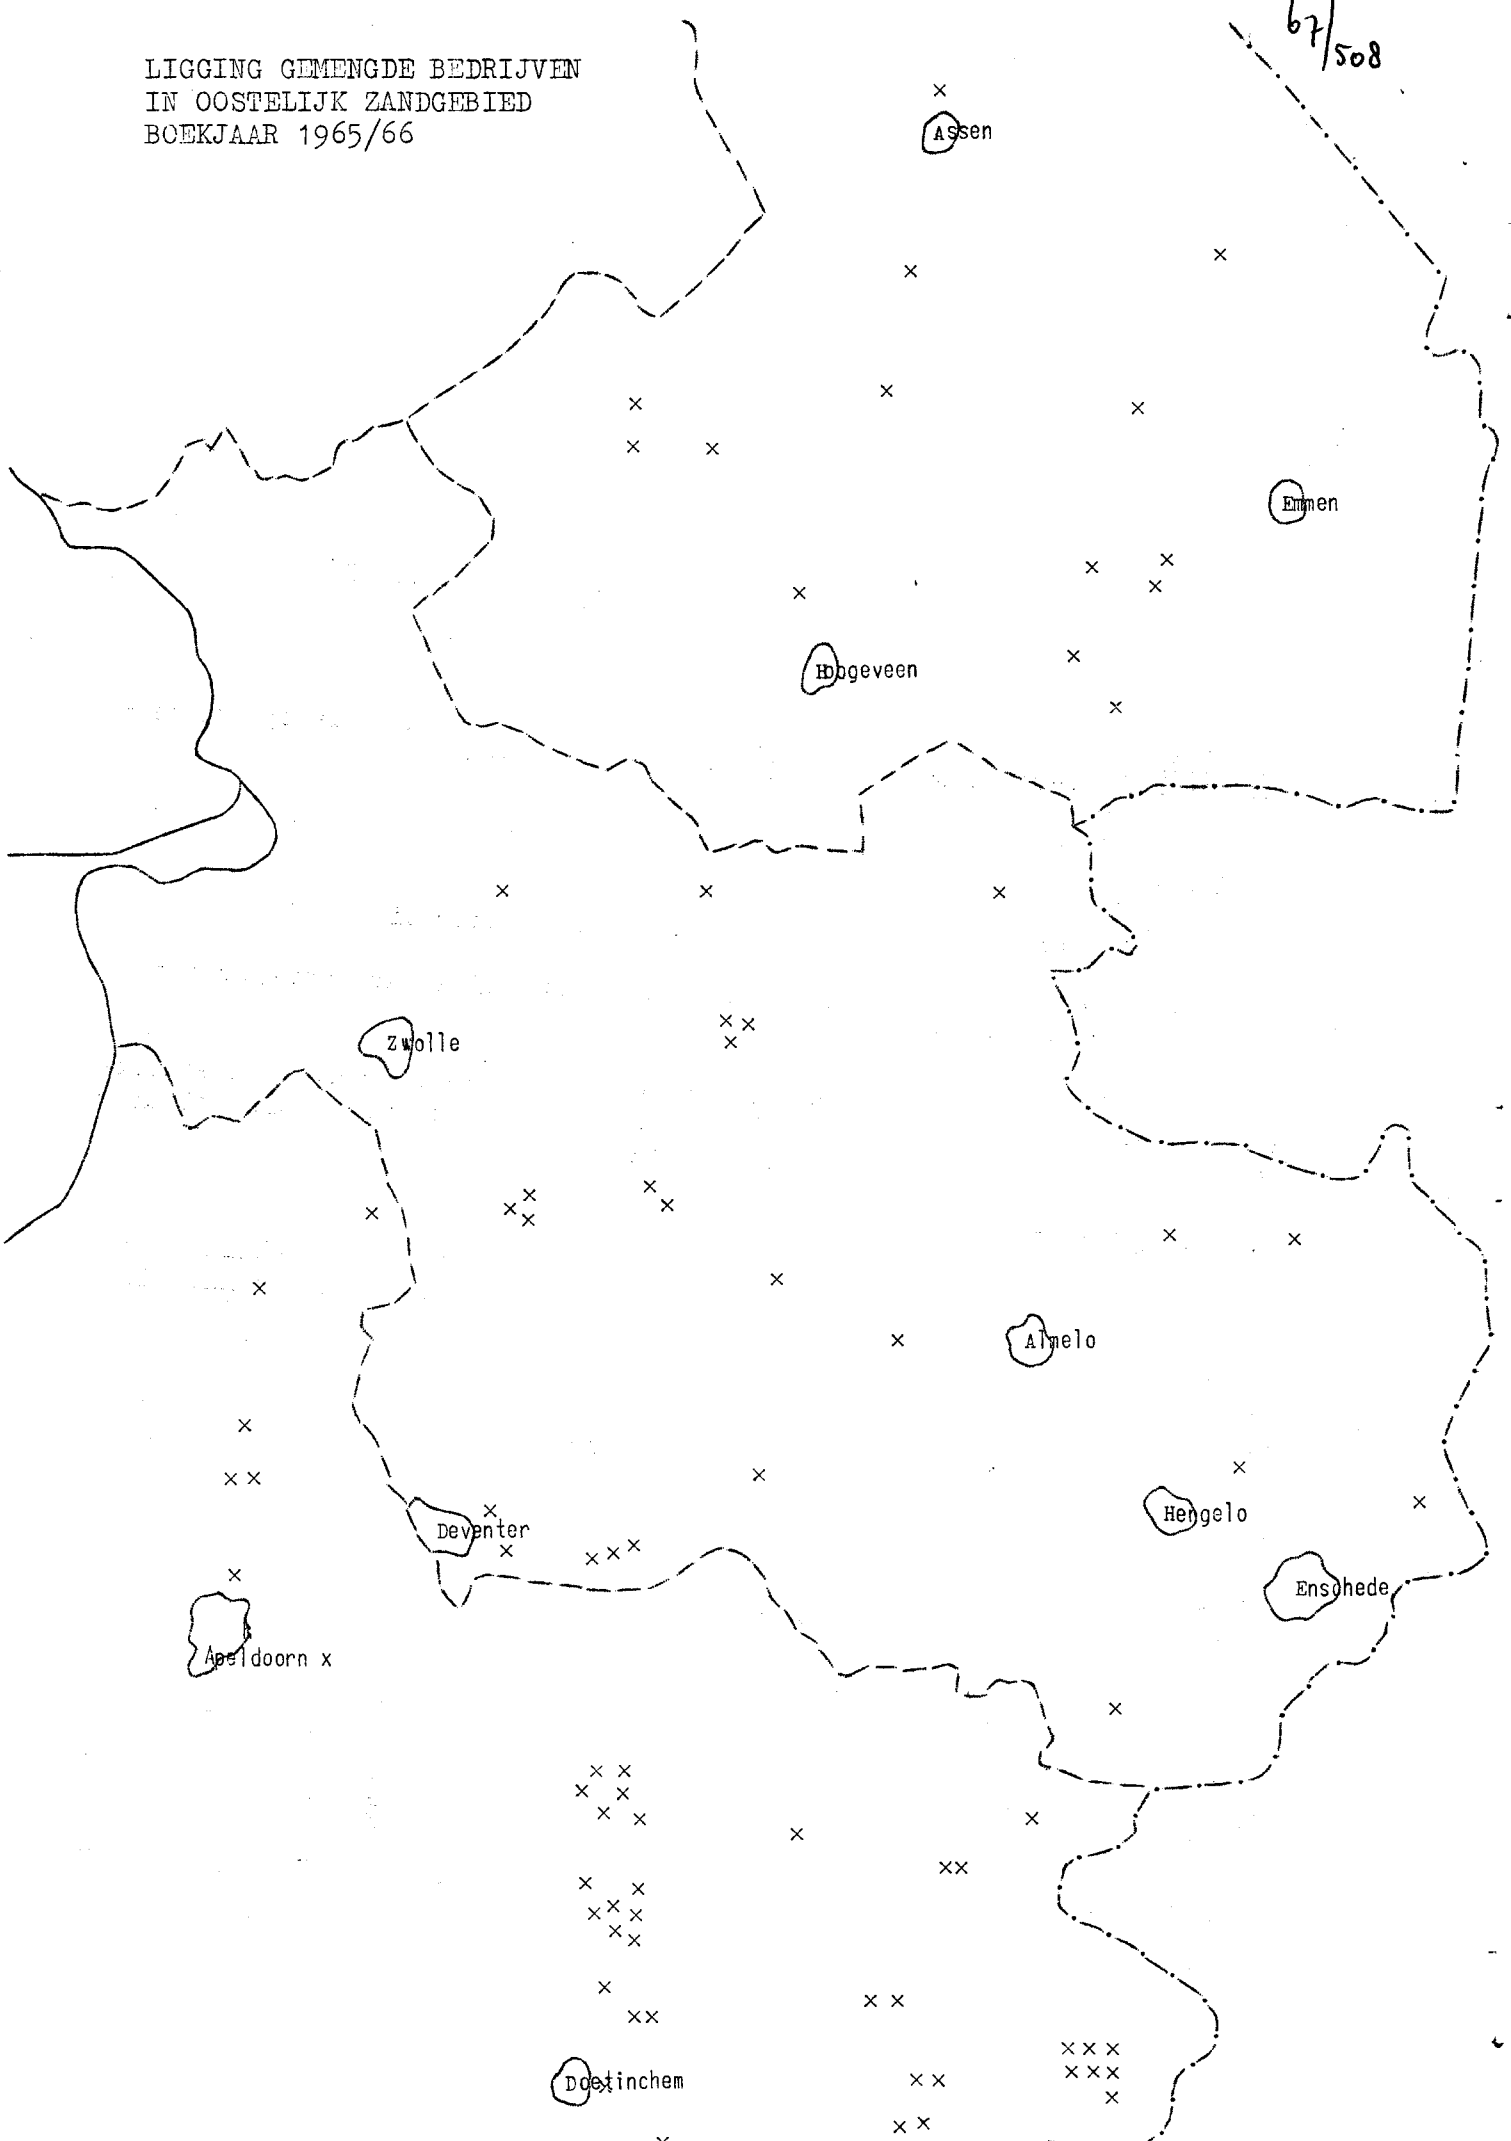 67/508
LIGGING GEMENGDE BEDRIJVEN
IN OOSTELIJK ZANDGEBIED
BOEKJAAR 1965/66
Assen
Emmen
Hoogeveen
Zwolle
Almelo
Hengelo
Deventer
Enschede
Apeldoorn x
Doetinchem